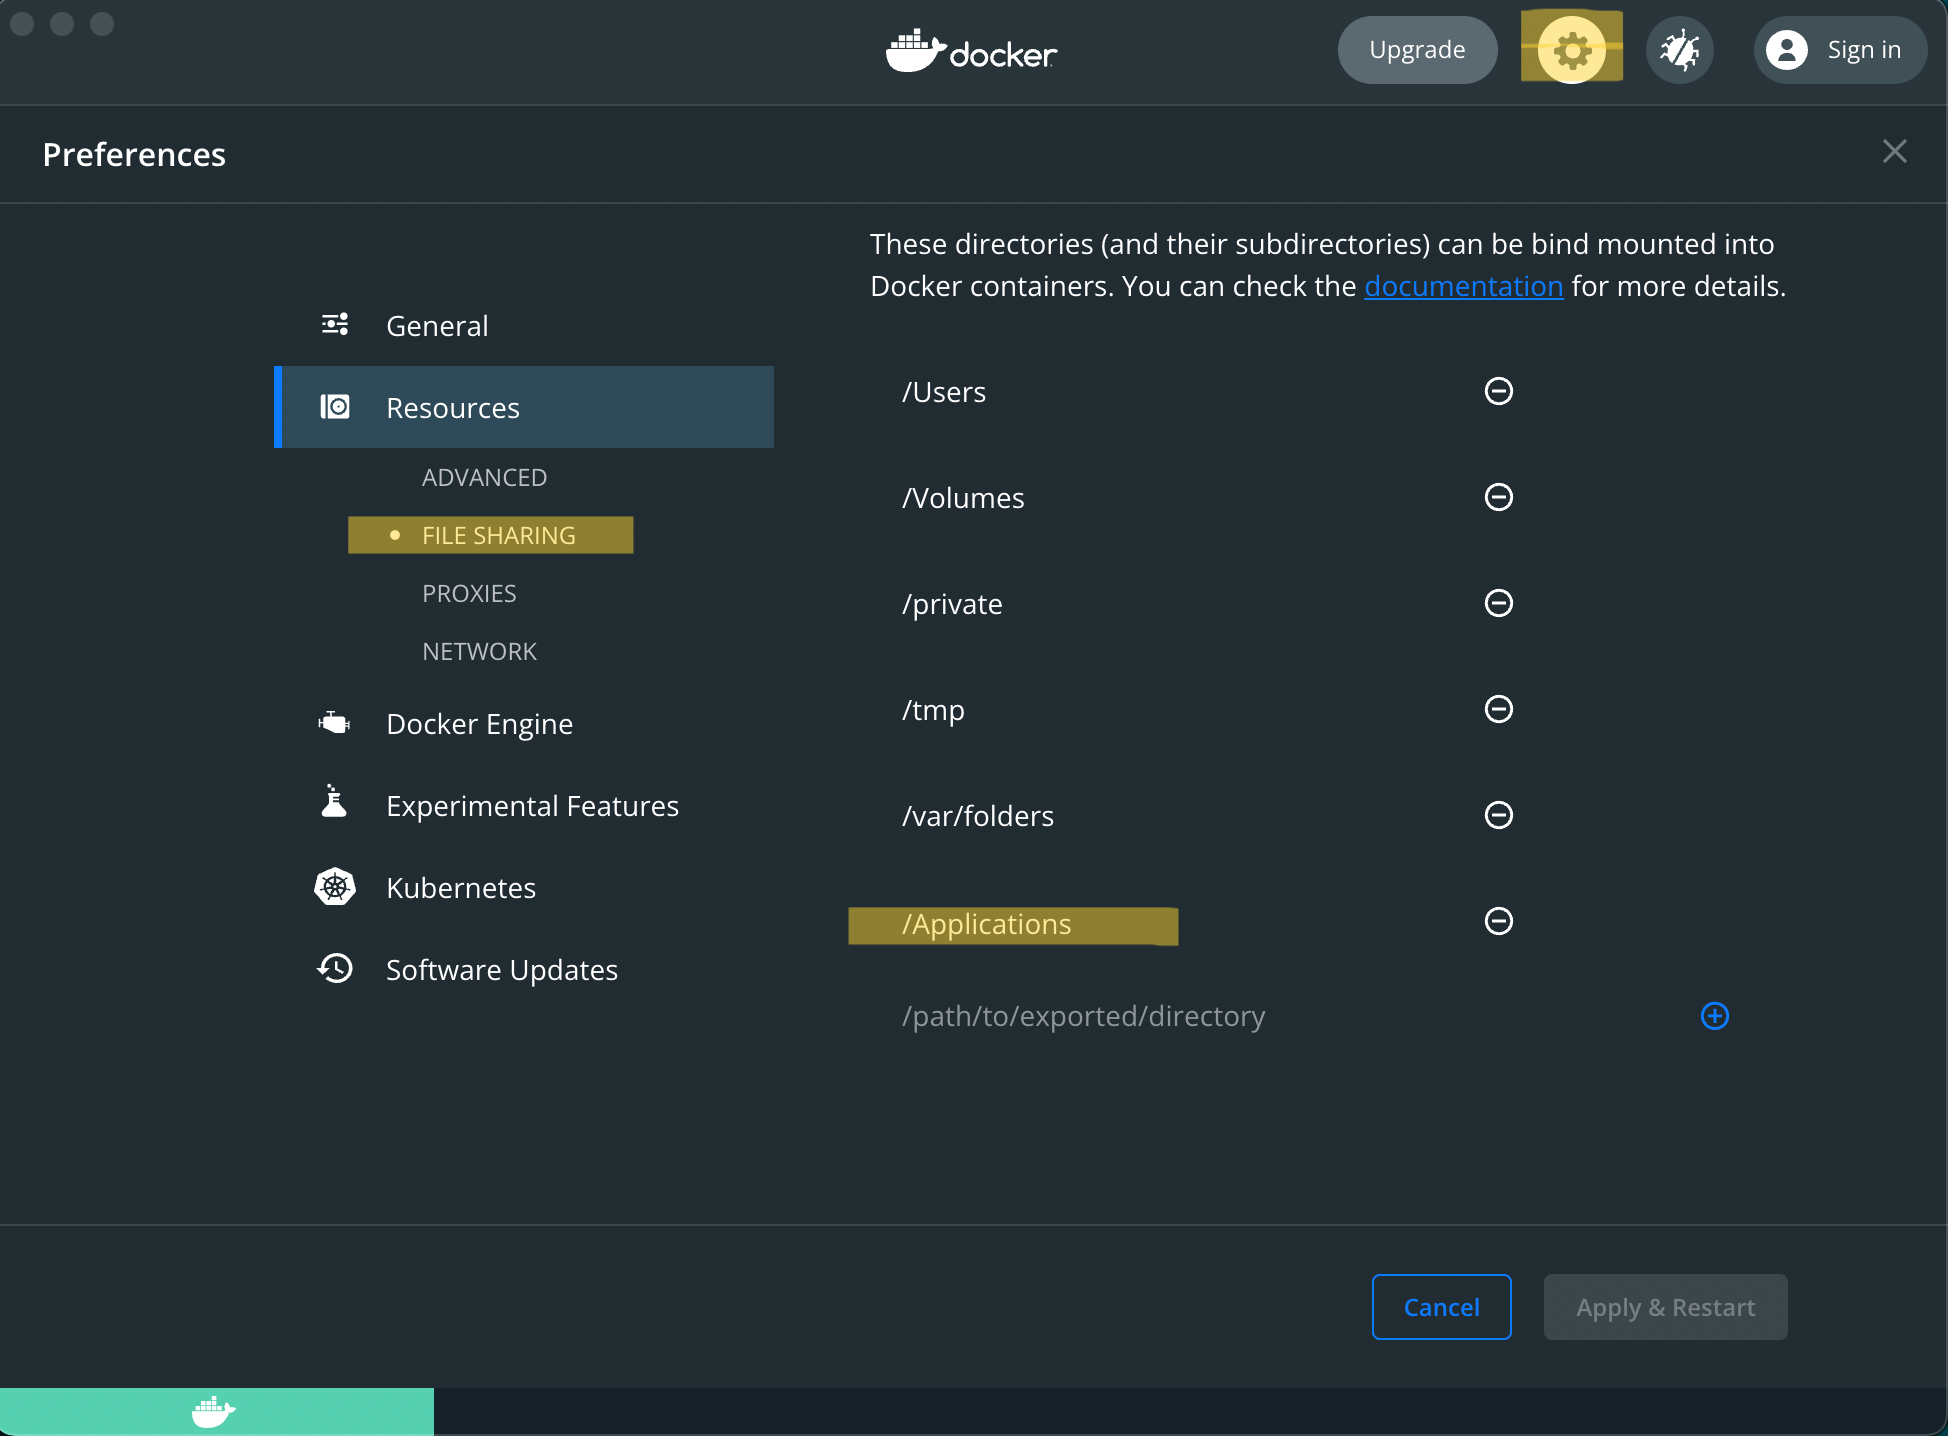 docker
Upgrade
Sign in
Preferences
These directories (and their subdirectories) can be bind mounted into
Docker containers. You can check the documentation for more details.
General
Resources
ADVANCED
FILE SHARING
PROXIES
NETWORK
Docker Engine
Experimental Features
Kubernetes
Software Updates
/Users
/Volumes
/private
/tmp
/var/folders
/Applications
/path/to/exported/directory
Cancel
Apply & Restart